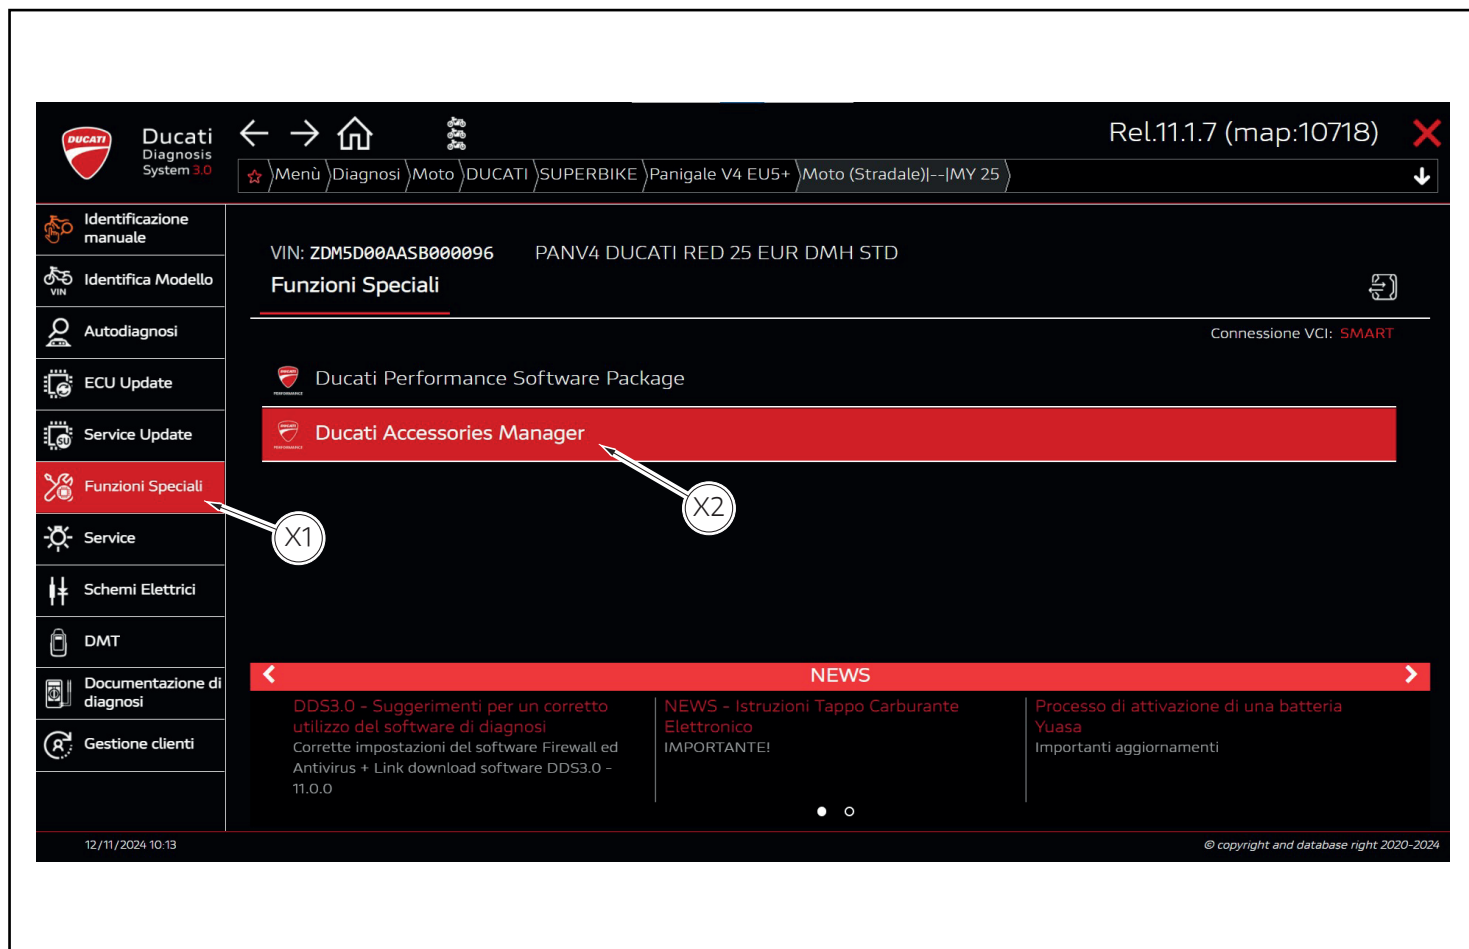 DUCATI
Ducati
Diagnosis
System 3.0
Rel.11.1.7 (map:10718)
Menù Diagnosi Moto DUCATI SUPERBIKE Panigale V4 EU5+ Moto (Stradale)|--|MY 25
Identificazione
manuale
VIN
Identifica Modello
Autodiagnosi
ECU Update
SU
Service Update
Funzioni Speciali
Service
Schemi Elettrici
DMT
Documentazione di
diagnosi
Gestione clienti
VIN: ZDM5D00AASB000096 PANV4 DUCATI RED 25 EUR DMH STD
Funzioni Speciali
Connessione VCI: SMART
Ducati Performance Software Package
Ducati Accessories Manager
X1
X2
NEWS
DDS3.0 - Suggerimenti per un corretto
utilizzo del software di diagnosi
Corrette impostazioni del software Firewall ed
Antivirus + Link download software DDS3.0 -
11.0.0
NEWS - Istruzioni Tappo Carburante
Elettronico
IMPORTANTE!
Processo di attivazione di una batteria
Yuasa
Importanti aggiornamenti
12/11/2024 10:13
© copyright and database right 2020-2024